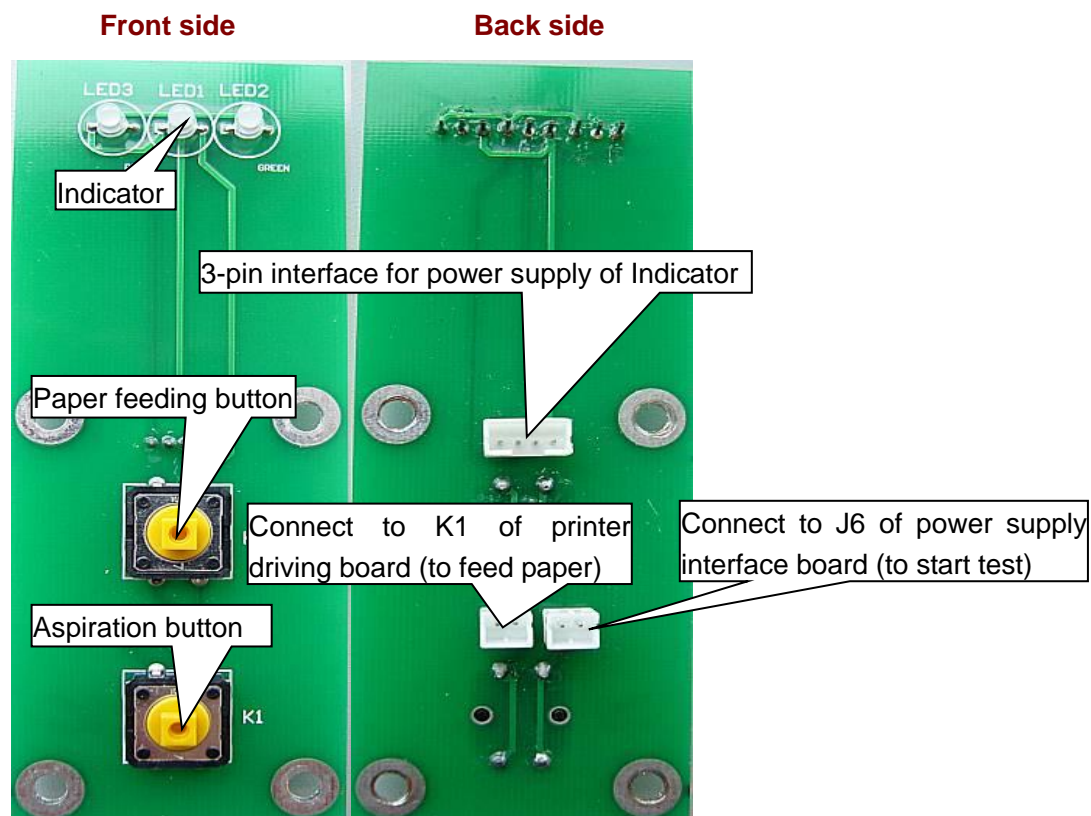 Front side
Back side
LED3
LED1
LED2
GREEN
Indicator
3-pin interface for power supply of Indicator
Paper feeding button
Connect to K1 of printer
driving board (to feed paper)
Connect to J6 of power supply
interface board (to start test)
Aspiration button
K1